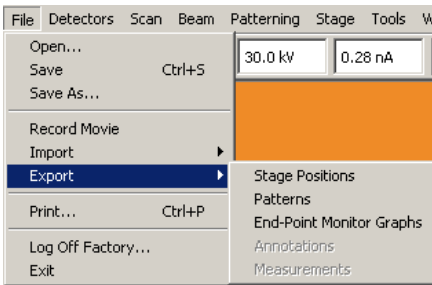 File Detectors Scan Beam Patterning Stage Tools
Open...
Save Ctrl+S
Save As...
30.0 kV 0.28 nA
Record Movie
Import
Export
Stage Positions
Patterns
End-Point Monitor Graphs
Annotations
Measurements
Print... Ctrl+P
Log Off Factory...
Exit